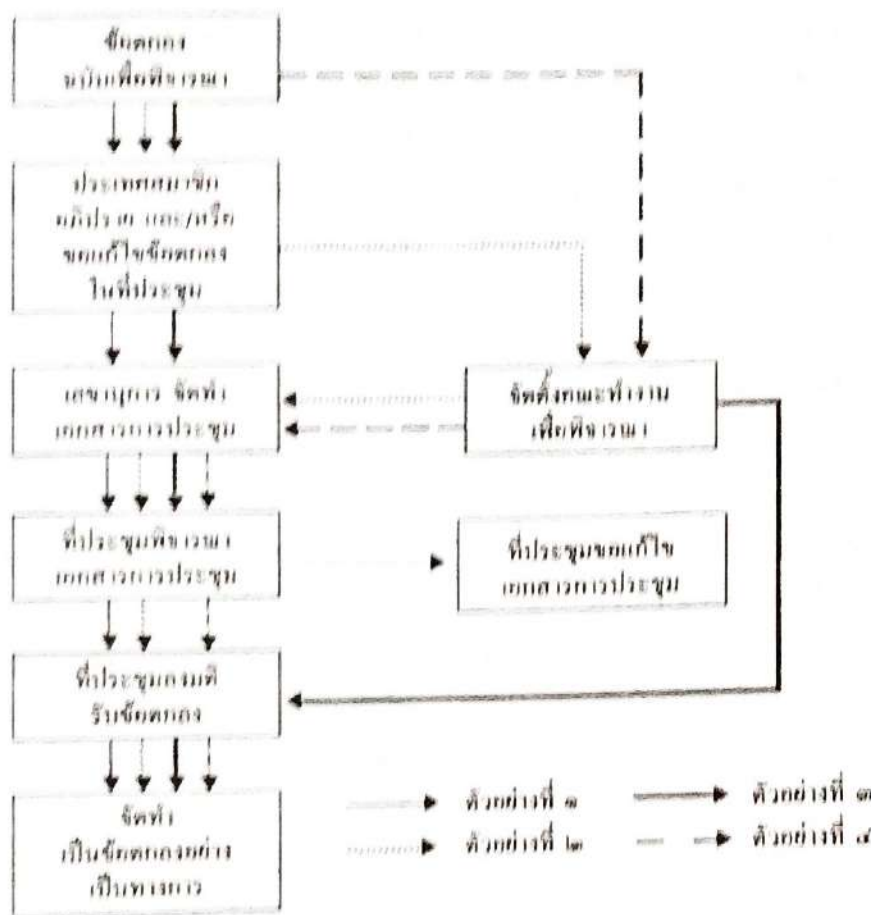 ข้อตกลง
ฉบับเพื่อพิจารณา
ประเทศสมาชิก
อภิปราย และ/หรือ
ขอแก้ไขข้อตกลง
ในที่ประชุม
เลขานุการ จัดทำ
เอกสารการประชุม
จัดตั้งคณะทำงาน
เพื่อพิจารณา
ที่ประชุมพิจารณา
เอกสารการประชุม
ที่ประชุมขอแก้ไข
เอกสารการประชุม
ที่ประชุมลงมติ
รับข้อตกลง
จัดทำ
เป็นข้อตกลงอย่าง
เป็นทางการ
ตัวอย่างที่ ๑
ตัวอย่างที่ ๓
ตัวอย่างที่ ๒
ตัวอย่างที่ ๔